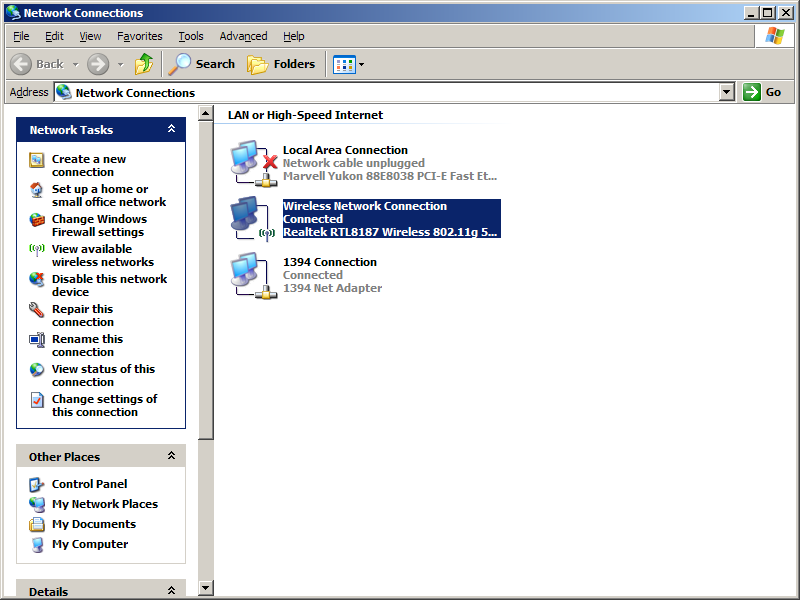 Network Connections
File Edit View Favorites Tools Advanced Help
Back Search Folders
Address Network Connections Go
Network Tasks
Create a new
connection
Set up a home or
small office network
Change Windows
Firewall settings
View available
wireless networks
Disable this network
device
Repair this
connection
Rename this
connection
View status of this
connection
Change settings of
this connection
Other Places
Control Panel
My Network Places
My Documents
My Computer
Details
LAN or High-Speed Internet
Local Area Connection
Network cable unplugged
Marvell Yukon 88E8038 PCI-E Fast Et...
Wireless Network Connection
Connected
Realtek RTL8187 Wireless 802.11g 5...
1394 Connection
Connected
1394 Net Adapter